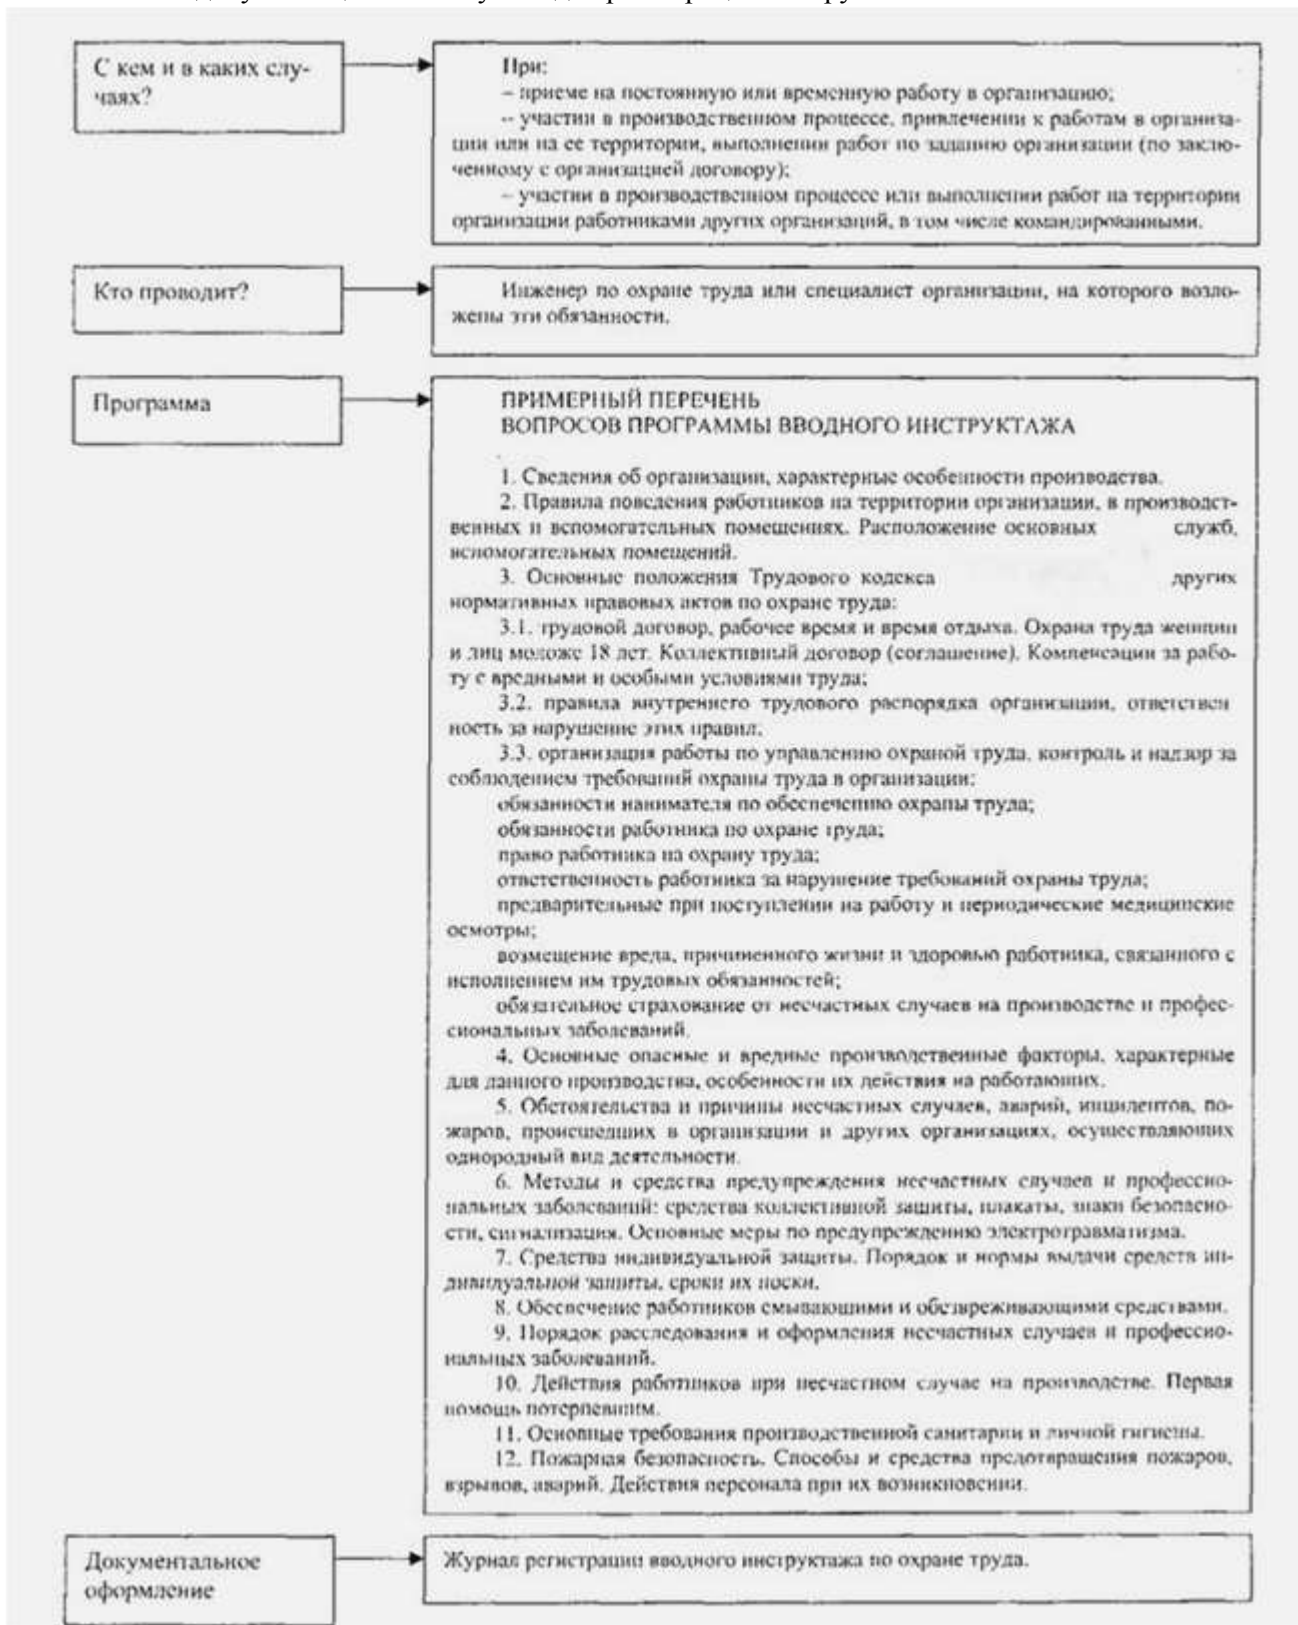 С кем и в каких слу-
чаях?
При:
– приеме на постоянную или временную работу в организацию;
-- участии в производственном процессе, привлечении к работам в организа-
ции или на ее территории, выполнении работ по заданию организации (по заклю-
ченному с организацией договору);
– участии в производственном процессе или выполнении работ на территории
организации работниками других организаций, в том числе командированными.
Кто проводит?
Инженер по охране труда или специалист организации, на которого возло-
жены эти обязанности.
Программа
ПРИМЕРНЫЙ ПЕРЕЧЕНЬ
ВОПРОСОВ ПРОГРАММЫ ВВОДНОГО ИНСТРУКТАЖА
1. Сведения об организации, характерные особенности производства.
2. Правила поведения работников на территории организации, в производст-
венных и вспомогательных помещениях. Расположение основных служб,
вспомогательных помещений.
3. Основные положения Трудового кодекса других
нормативных правовых актов по охране труда:
3.1. трудовой договор, рабочее время и время отдыха. Охрана труда женщин
и лиц моложе 18 лет. Коллективный договор (соглашение). Компенсации за рабо-
ту с вредными и особыми условиями труда;
3.2. правила внутреннего трудового распорядка организации, ответствен
ность за нарушение этих правил;
3.3. организация работы по управлению охраной труда, контроль и надзор за
соблюдением требований охраны труда в организации:
обязанности нанимателя по обеспечению охраны труда;
обязанности работника по охране труда;
право работника на охрану труда;
ответственность работника за нарушение требований охраны труда;
предварительные при поступлении на работу и периодические медицинские
осмотры;
возмещение вреда, причиненного жизни и здоровью работника, связанного с
исполнением им трудовых обязанностей;
обязательное страхование от несчастных случаев на производстве и профес-
сиональных заболеваний.
4. Основные опасные и вредные производственные факторы, характерные
для данного производства, особенности их действия на работающих.
5. Обстоятельства и причины несчастных случаев, аварий, инцидентов, по-
жаров, происшедших в организации и других организациях, осуществляющих
однородный вид деятельности.
6. Методы и средства предупреждения несчастных случаев и профессио-
нальных заболеваний: средства коллективной защиты, плакаты, знаки безопасно-
сти, сигнализация. Основные меры по предупреждению электротравматизма.
7. Средства индивидуальной защиты. Порядок и нормы выдачи средств ин-
дивидуальной защиты, сроки их носки.
8. Обеспечение работников смывающими и обезвреживающими средствами.
9. Порядок расследования и оформления несчастных случаев и профессио-
нальных заболеваний.
10. Действия работников при несчастном случае на производстве. Первая
помощь потерпевшим.
11. Основные требования производственной санитарии и личной гигиены.
12. Пожарная безопасность. Способы и средства предотвращения пожаров,
взрывов, аварий. Действия персонала при их возникновении.
Документальное
оформление
Журнал регистрации вводного инструктажа по охране труда.